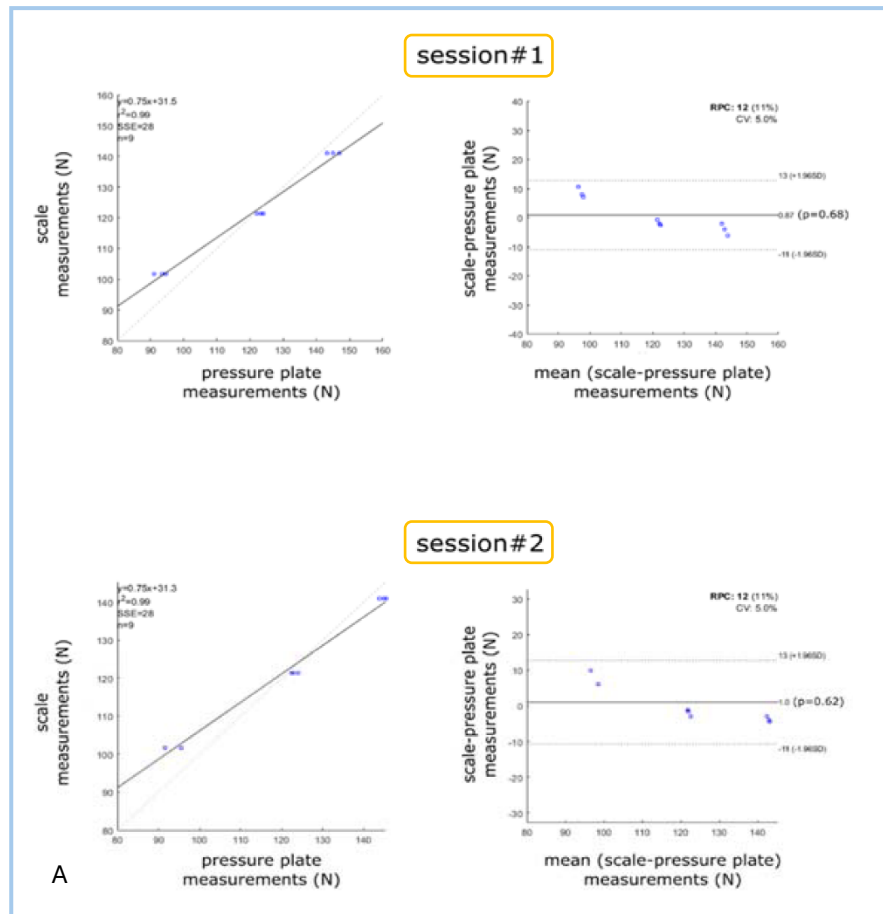 session#1
y=0.75x+31.5
r²=0.99
SSE=28
n=9
160
150
140
130
120
110
100
90
80
80 90 100 110 120 130 140 150 160
scale
measurements (N)
pressure plate
measurements (N)
RPC: 12 (11%)
CV: 5.0%
40
30
20
10
0
-10
-20
-30
-40
13 (+1.96SD)
0.87 (p=0.68)
-11 (-1.96SD)
80 90 100 110 120 130 140 150 160
scale-pressure plate
measurements (N)
mean (scale-pressure plate)
measurements (N)
session#2
y=0.75x+31.3
r²=0.99
SSE=28
n=9
140
130
120
110
100
90
80
80 90 100 110 120 130 140
scale
measurements (N)
pressure plate
measurements (N)
RPC: 12 (11%)
CV: 5.0%
30
20
10
0
-10
-20
-30
13 (+1.96SD)
1.0 (p=0.62)
-11 (-1.96SD)
80 90 100 110 120 130 140
scale-pressure plate
measurements (N)
mean (scale-pressure plate)
measurements (N)
A